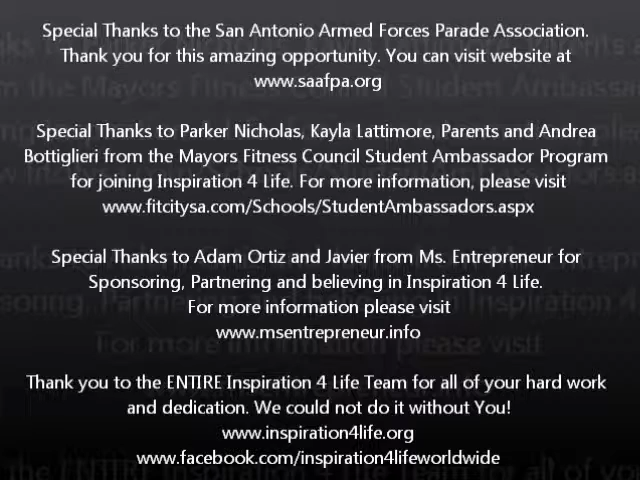 Special Thanks to the San Antonio Armed Forces Parade Association.
Thank you for this amazing opportunity. You can visit website at
www.saafpa.org
Special Thanks to Parker Nicholas, Kayla Lattimore, Parents and Andrea
Bottiglieri from the Mayors Fitness Council Student Ambassador Program
for joining Inspiration 4 Life. For more information, please visit
www.fitcitysa.com/Schools/StudentAmbassadors.aspx
Special Thanks to Adam Ortiz and Javier from Ms. Entrepreneur for
Sponsoring, Partnering and believing in Inspiration 4 Life.
For more information please visit
www.msentrepreneur.info
Thank you to the ENTIRE Inspiration 4 Life Team for all of your hard work
and dedication. We could not do it without You!
www.inspiration4life.org
www.facebook.com/inspiration4lifeworldwide